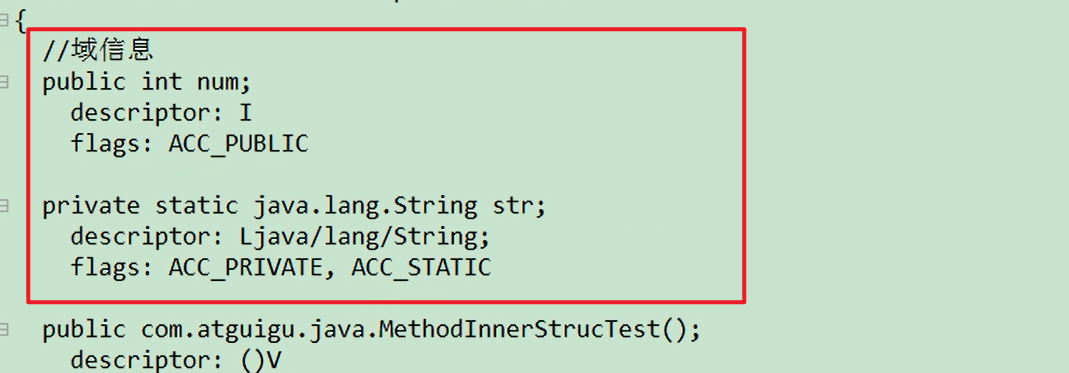 {
//域信息
public int num;
descriptor: I
flags: ACC_PUBLIC
private static java.lang.String str;
descriptor: Ljava/lang/String;
flags: ACC_PRIVATE, ACC_STATIC
public com.atguigu.java.MethodInnerStrucTest();
descriptor: ()V